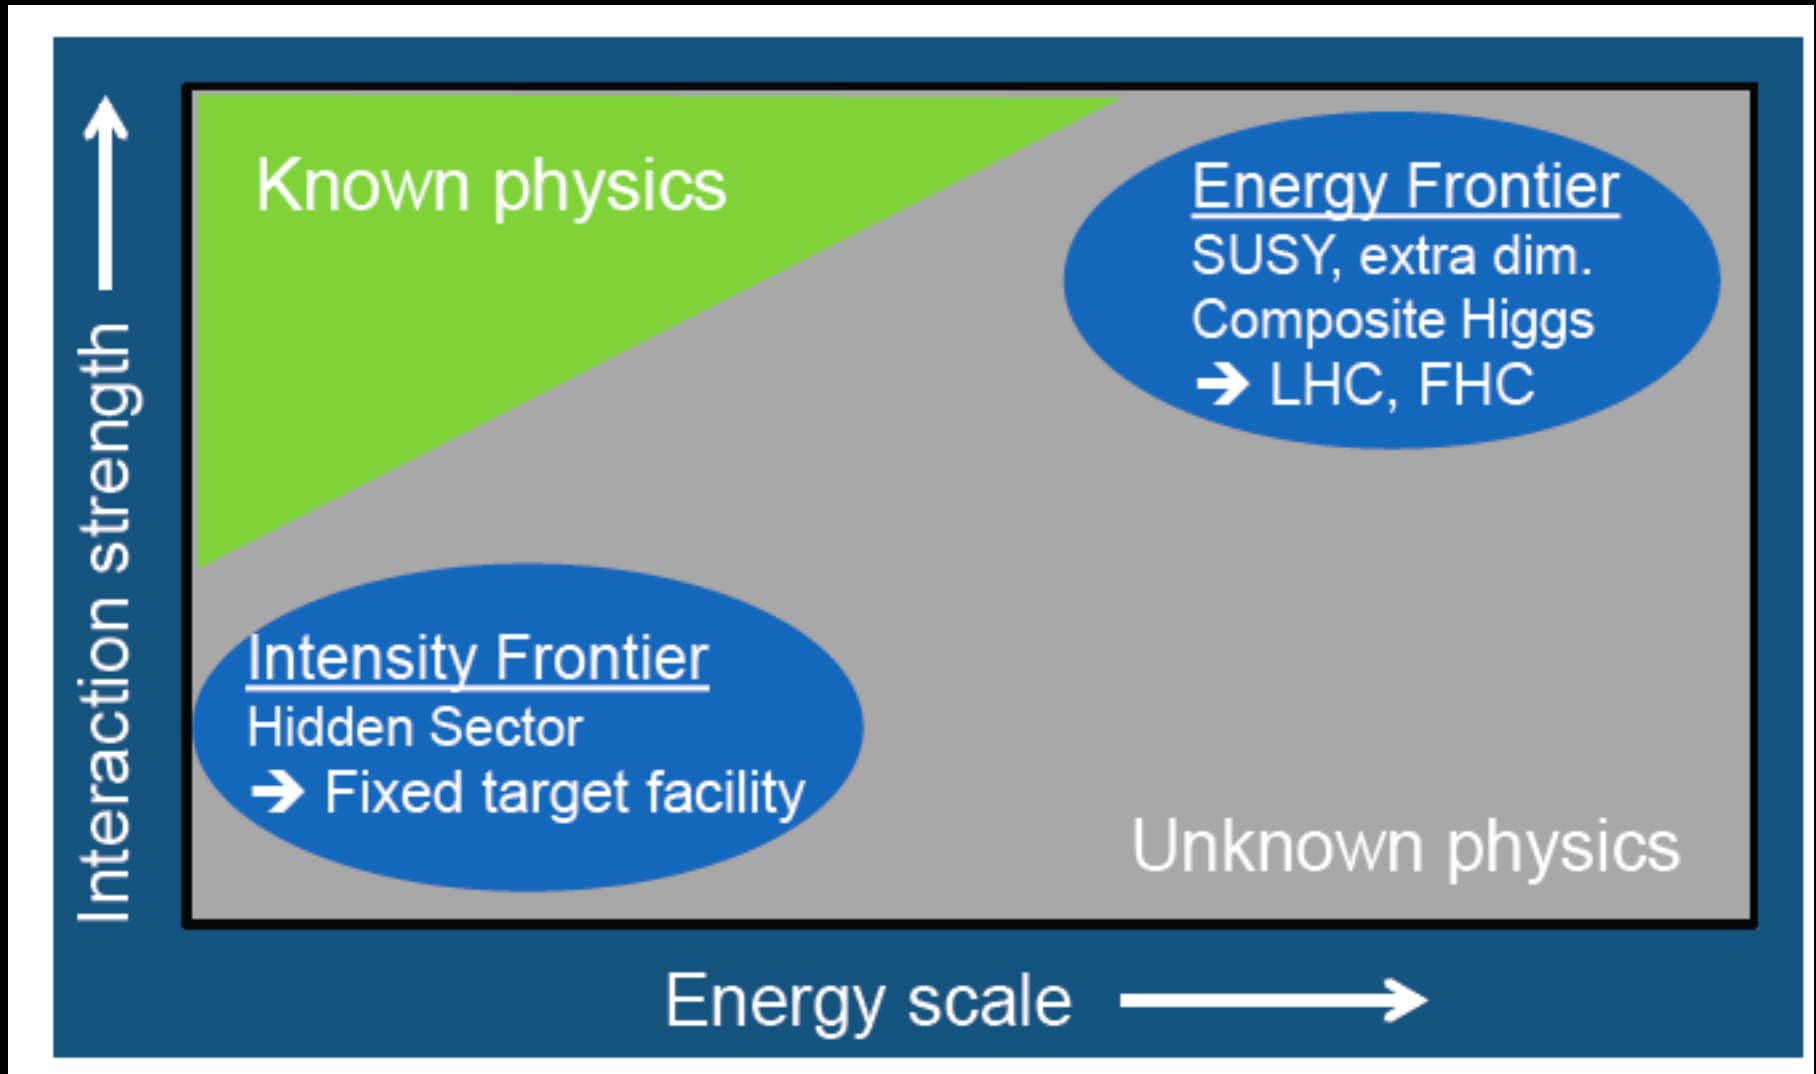 Known physics
Energy Frontier
SUSY, extra dim.
Composite Higgs
➔ LHC, FHC
Interaction strength
Intensity Frontier
Hidden Sector
➔ Fixed target facility
Unknown physics
Energy scale